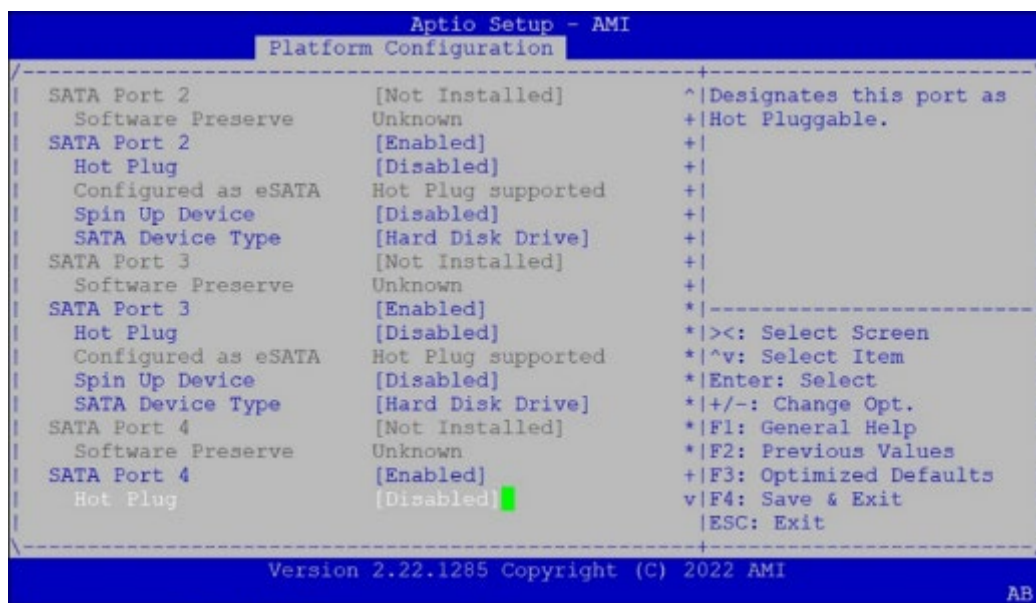 Aptio Setup - AMI
Platform Configuration
SATA Port 2 [Not Installed] ^|Designates this port as
Software Preserve Unknown +|Hot Pluggable.
SATA Port 2 [Enabled] +|
Hot Plug [Disabled] +|
Configured as eSATA Hot Plug supported +|
Spin Up Device [Disabled] +|
SATA Device Type [Hard Disk Drive] +|
SATA Port 3 [Not Installed] +|
Software Preserve Unknown +|
SATA Port 3 [Enabled] *|
Hot Plug [Disabled] *|><: Select Screen
Configured as eSATA Hot Plug supported *|^v: Select Item
Spin Up Device [Disabled] *|Enter: Select
SATA Device Type [Hard Disk Drive] *|+/-: Change Opt.
SATA Port 4 [Not Installed] *|F1: General Help
Software Preserve Unknown *|F2: Previous Values
SATA Port 4 [Enabled] +|F3: Optimized Defaults
Hot Plug [Disabled] v|F4: Save & Exit
|ESC: Exit
Version 2.22.1285 Copyright (C) 2022 AMI
AB